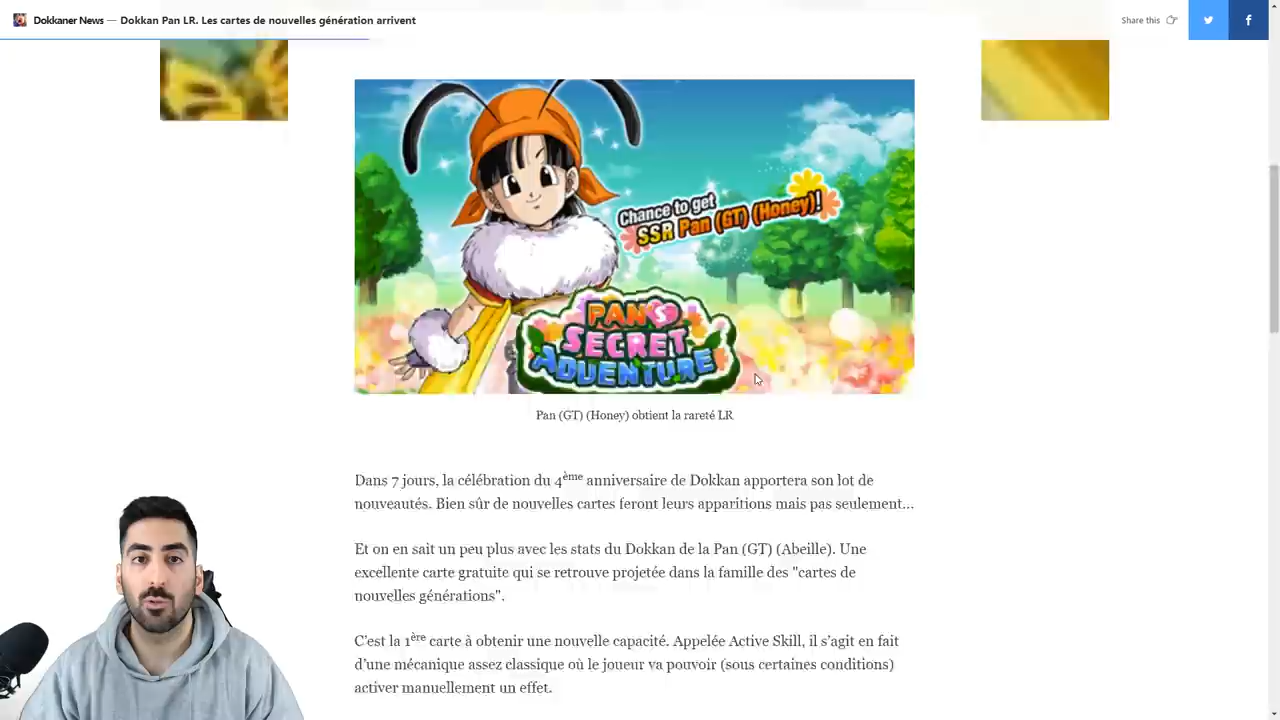 Dokkaner News — Dokkan Pan LR. Les cartes de nouvelles génération arrivent
Share this
Chance to get
SSR Pan (GT) (Honey)!
PAN'S
SECRET
ADVENTURE
Pan (GT) (Honey) obtient la rareté LR
Dans 7 jours, la célébration du 4ème anniversaire de Dokkan apportera son lot de
nouveautés. Bien sûr de nouvelles cartes feront leurs apparitions mais pas seulement…
Et on en sait un peu plus avec les stats du Dokkan de la Pan (GT) (Abeille). Une
excellente carte gratuite qui se retrouve projetée dans la famille des "cartes de
nouvelles générations".
C’est la 1ère carte à obtenir une nouvelle capacité. Appelée Active Skill, il s’agit en fait
d’une mécanique assez classique où le joueur va pouvoir (sous certaines conditions)
activer manuellement un effet.